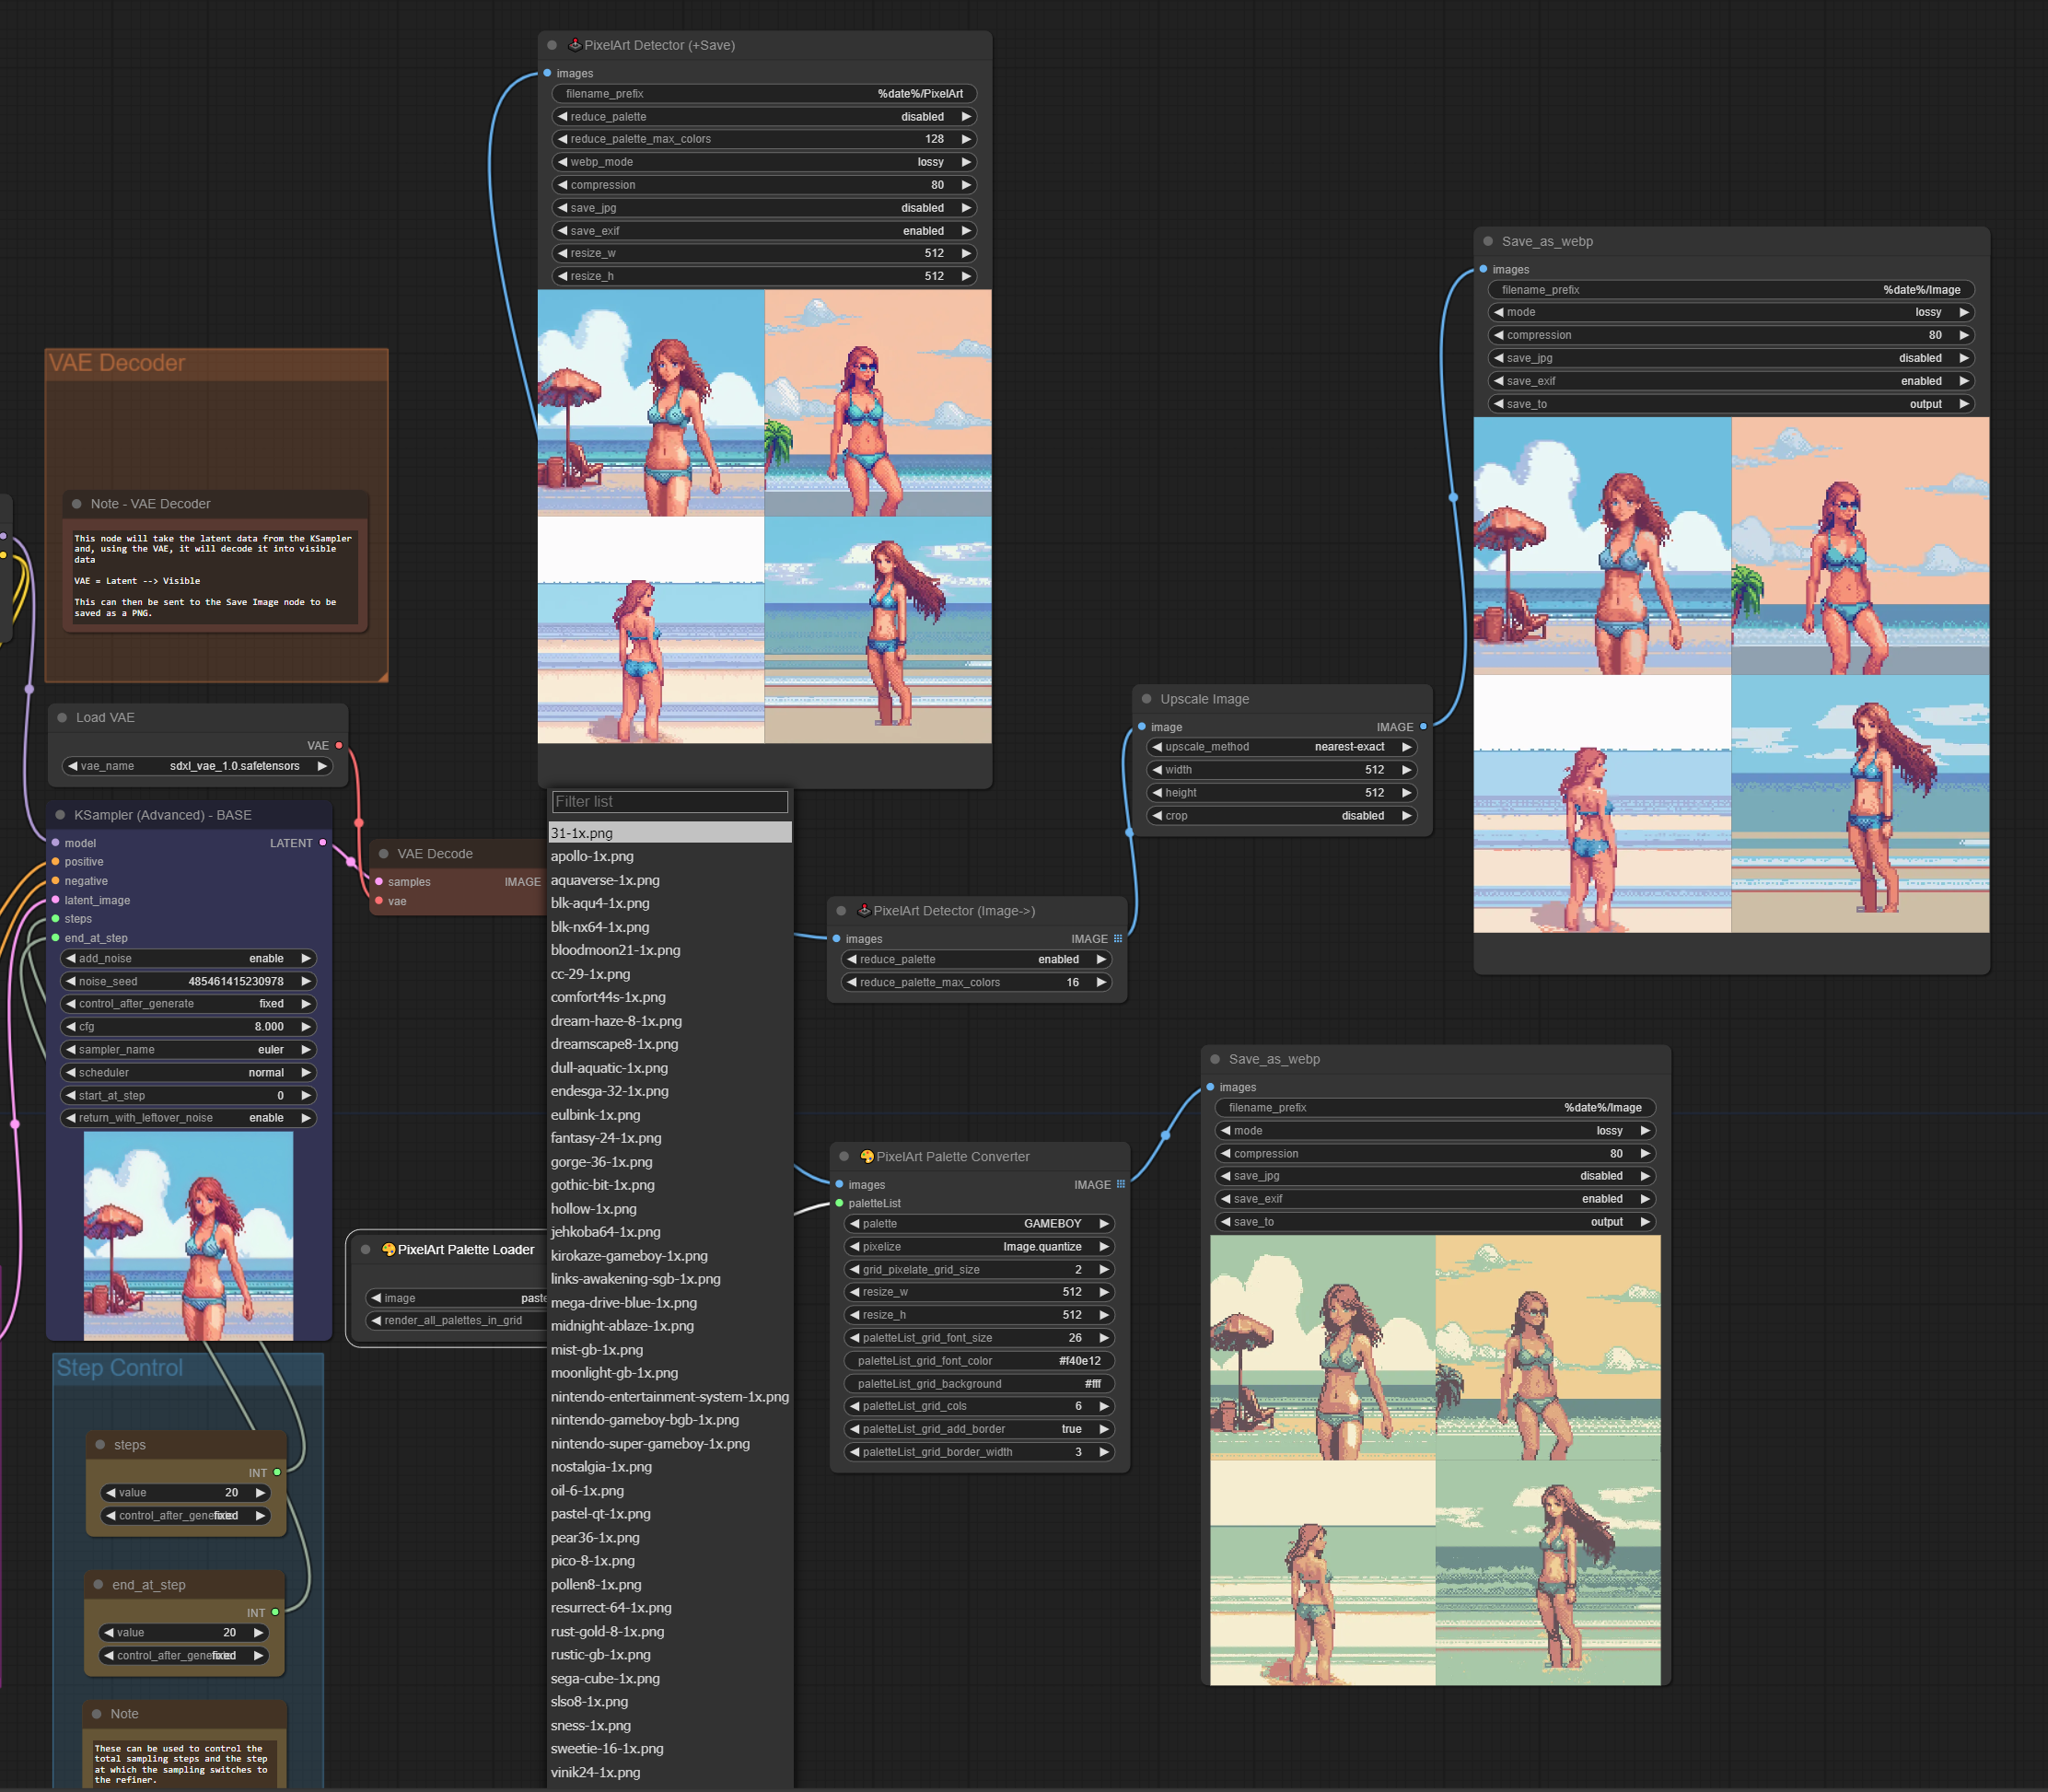 PixelArt Detector (+Save)
images
filename_prefix %date%/PixelArt
reduce_palette disabled
reduce_palette_max_colors 128
webp_mode lossy
compression 80
save_jpg disabled
save_exif enabled
resize_w 512
resize_h 512
VAE Decoder
Note - VAE Decoder
This node will take the latent data from the KSampler
and, using the VAE, it will decode it into visible
data
VAE = Latent --> Visible
This can then be sent to the Save Image node to be
saved as a PNG.
Load VAE
VAE
vae_name sdxl_vae_1.0.safetensors
KSampler (Advanced) - BASE
model LATENT
positive
negative
latent_image
steps
end_at_step
add_noise enable
noise_seed 485461415230978
control_after_generate fixed
cfg 8.000
sampler_name euler
scheduler normal
start_at_step 0
return_with_leftover_noise enable
VAE Decode
samples IMAGE
vae
Step Control
steps
INT
value 20
control_after_gene fixed
end_at_step
INT
value 20
control_after_gene fixed
Note
These can be used to control the
total sampling steps and the step
at which the sampling switches to
the refiner.
PixelArt Palette Loader
image paste
render_all_palettes_in_grid
Filter list
31-1x.png
apollo-1x.png
aquaverse-1x.png
blk-aqu4-1x.png
blk-nx64-1x.png
bloodmoon21-1x.png
cc-29-1x.png
comfort44s-1x.png
dream-haze-8-1x.png
dreamscape8-1x.png
dull-aquatic-1x.png
endesga-32-1x.png
eulbink-1x.png
fantasy-24-1x.png
gorge-36-1x.png
gothic-bit-1x.png
hollow-1x.png
jehkoba64-1x.png
kirokaze-gameboy-1x.png
links-awakening-sgb-1x.png
mega-drive-blue-1x.png
midnight-ablaze-1x.png
mist-gb-1x.png
moonlight-gb-1x.png
nintendo-entertainment-system-1x.png
nintendo-gameboy-bgb-1x.png
nintendo-super-gameboy-1x.png
nostalgia-1x.png
oil-6-1x.png
pastel-qt-1x.png
pear36-1x.png
pico-8-1x.png
pollen8-1x.png
resurrect-64-1x.png
rust-gold-8-1x.png
rustic-gb-1x.png
sega-cube-1x.png
slso8-1x.png
sness-1x.png
sweetie-16-1x.png
vinik24-1x.png
PixelArt Detector (Image->)
images IMAGE
reduce_palette enabled
reduce_palette_max_colors 16
Upscale Image
image IMAGE
upscale_method nearest-exact
width 512
height 512
crop disabled
Save_as_webp
images
filename_prefix %date%/Image
mode lossy
compression 80
save_jpg disabled
save_exif enabled
save_to output
PixelArt Palette Converter
images IMAGE
paletteList
palette GAMEBOY
pixelize Image.quantize
grid_pixelate_grid_size 2
resize_w 512
resize_h 512
paletteList_grid_font_size 26
paletteList_grid_font_color #f40e12
paletteList_grid_background #fff
paletteList_grid_cols 6
paletteList_grid_add_border true
paletteList_grid_border_width 3
Save_as_webp
images
filename_prefix %date%/Image
mode lossy
compression 80
save_jpg disabled
save_exif enabled
save_to output